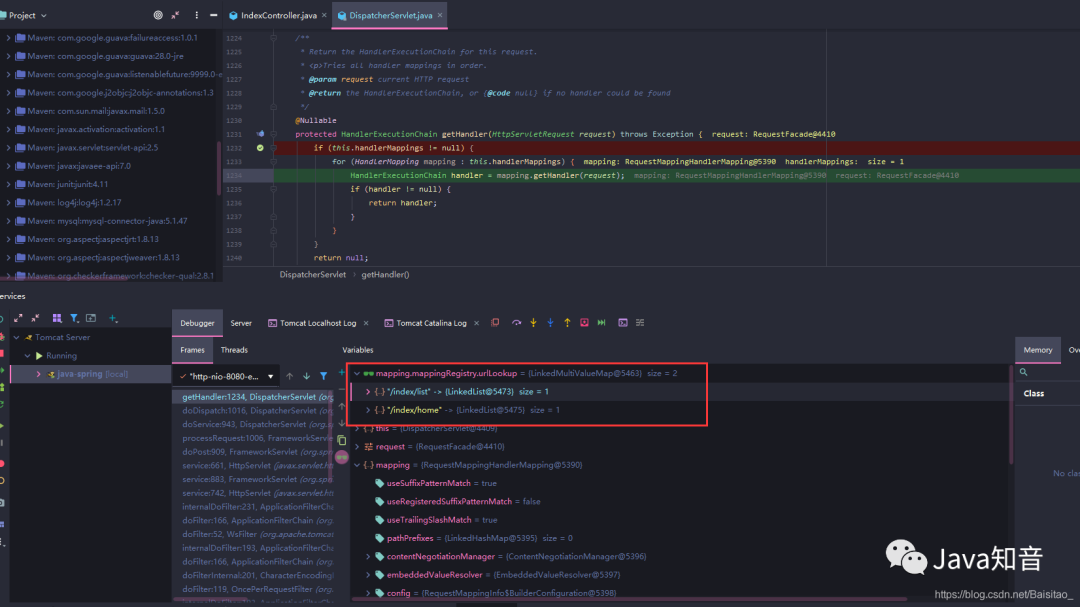 Project
IndexController.java
DispatcherServlet.java
Maven: com.google.guava:failureaccess:1.0.1
Maven: com.google.guava:guava:28.0-jre
Maven: com.google.guava:listenablefuture:9999.0-e
Maven: com.google.j2objc:j2objc-annotations:1.3
Maven: com.sun.mail:javax.mail:1.5.0
Maven: javax.activation:activation:1.1
Maven: javax.servlet:servlet-api:2.5
Maven: javax:javaee-api:7.0
Maven: junit:junit:4.11
Maven: log4j:log4j:1.2.17
Maven: mysql:mysql-connector-java:5.1.47
Maven: org.aspectj:aspectjrt:1.8.13
Maven: org.aspectj:aspectjweaver:1.8.13
Maven: org.checkerframework:checker-qual:2.8.1
1224 /**
1225 * Return the HandlerExecutionChain for this request.
1226 * <p>Tries all handler mappings in order.
1227 * @param request current HTTP request
1228 * @return the HandlerExecutionChain, or {@code null} if no handler could be found
1229 */
1230 @Nullable
1231 protected HandlerExecutionChain getHandler(HttpServletRequest request) throws Exception { request: RequestFacade@4410
1232 if (this.handlerMappings != null) {
1233 for (HandlerMapping mapping : this.handlerMappings) { mapping: RequestMappingHandlerMapping@5390 handlerMappings: size = 1
1234 HandlerExecutionChain handler = mapping.getHandler(request); mapping: RequestMappingHandlerMapping@5390 request: RequestFacade@4410
1235 if (handler != null) {
1236 return handler;
1237 }
1238 }
1239 }
1240 return null;
DispatcherServlet › getHandler()
ervices
Tomcat Server
Running
java-spring [local]
Debugger
Server
Tomcat Localhost Log
Tomcat Catalina Log
Frames
Threads
Variables
"http-nio-8080-e...
getHandler:1234, DispatcherServlet
doDispatch:1016, DispatcherServlet
doService:943, DispatcherServlet
processRequest:1006, FrameworkServ
doPost:909, FrameworkServlet
service:661, HttpServlet (javax.servlet.ht
service:883, FrameworkServlet
service:742, HttpServlet (javax.servlet.ht
internalDoFilter:231, ApplicationFilterC
doFilter:166, ApplicationFilterChain (org
doFilter:52, WsFilter (org.apache.tomca
internalDoFilter:193, ApplicationFilterC
doFilter:166, ApplicationFilterChain (org
doFilterInternal:201, CharacterEncoding
doFilter:119, OncePerRequestFilter (org
mapping.mappingRegistry.urlLookup = {LinkedMultiValueMap@5463} size = 2
"/index/list" -> {LinkedList@5473} size = 1
"/index/home" -> {LinkedList@5475} size = 1
this = {DispatcherServlet@4409}
request = {RequestFacade@4410}
mapping = {RequestMappingHandlerMapping@5390}
useSuffixPatternMatch = true
useRegisteredSuffixPatternMatch = false
useTrailingSlashMatch = true
pathPrefixes = {LinkedHashMap@5395} size = 0
contentNegotiationManager = {ContentNegotiationManager@5396}
embeddedValueResolver = {EmbeddedValueResolver@5397}
config = {RequestMappingInfo$BuilderConfiguration@5398}
Memory
Ove
Class
No clas
Java知音
https://blog.csdn.net/Baisitao_